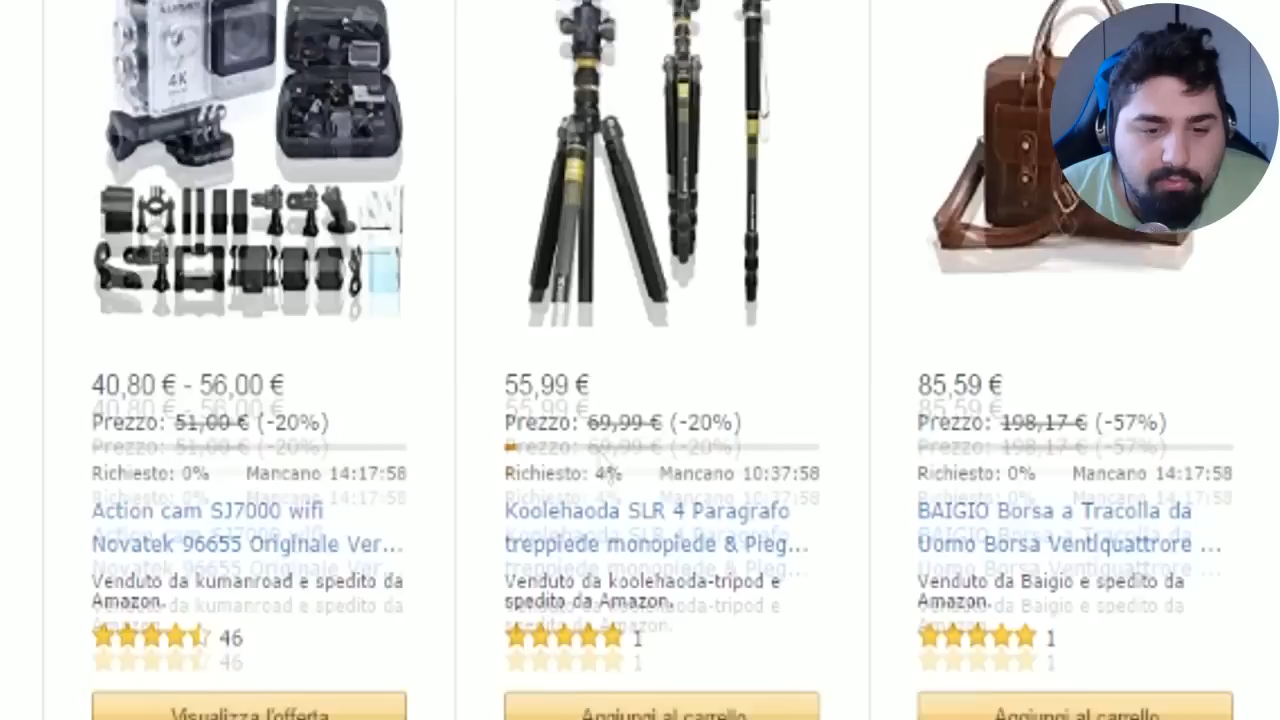 4K
40,80 € - 56,00 €
Prezzo: 51,00 € (-20%)
Richiesto: 0% Mancano 14:17:58
Action cam SJ7000 wifi
Novatek 96655 Originale Ver...
Venduto da kumanroad e spedito da
Amazon.
46
Visualizza l'offerta
55,99 €
Prezzo: 69,99 € (-20%)
Richiesto: 4% Mancano 10:37:58
Koolehaoda SLR 4 Paragrafo
treppiede monopiede & Pieg...
Venduto da koolehaoda-tripod e
spedito da Amazon.
1
Aggiungi al carrello
85,59 €
Prezzo: 198,17 € (-57%)
Richiesto: 0% Mancano 14:17:58
BAIGIO Borsa a Tracolla da
Uomo Borsa Ventiquattrore ...
Venduto da Baigio e spedito da
Amazon.
1
Aggiungi al carrello